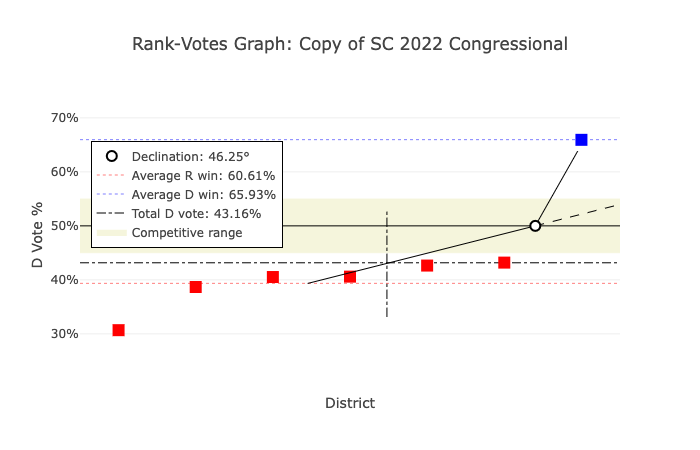 Rank-Votes Graph: Copy of SC 2022 Congressional
70%
60%
50%
40%
30%
D Vote %
Declination: 46.25°
Average R win: 60.61%
Average D win: 65.93%
Total D vote: 43.16%
Competitive range
District